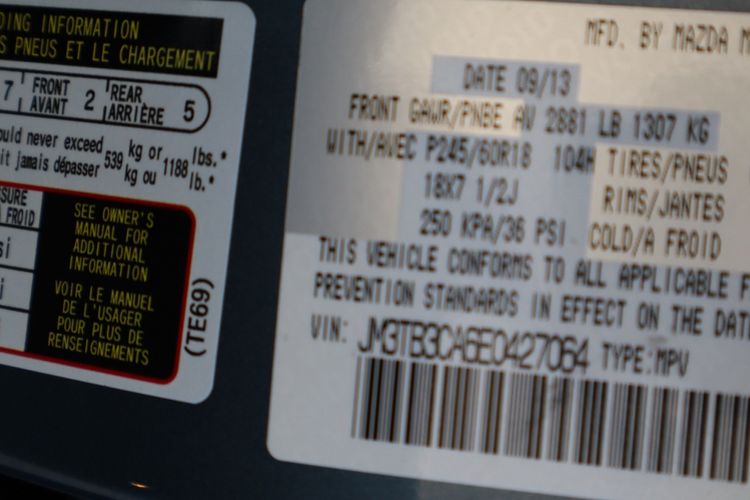 DING INFORMATION
S PNEUS ET LE CHARGEMENT
7 FRONT AVANT 2 REAR ARRIÈRE 5
ould never exceed 539 kg or 1188 lbs.*
it jamais dépasser kg ou lb.*
SSURE
FROID
si
i
i
SEE OWNER'S
MANUAL FOR
ADDITIONAL
INFORMATION
VOIR LE MANUEL
DE L'USAGER
POUR PLUS DE
RENSEIGNEMENTS
(TE69)
MFD. BY MAZDA M
DATE 09/13
FRONT GAWR/PNBE AV 2881 LB 1307 KG
WITH/AVEC P245/60R18 104H TIRES/PNEUS
18X7 1/2J RIMS/JANTES
250 KPA/36 PSI COLD/A FROID
THIS VEHICLE CONFORMS TO ALL APPLICABLE F
PREVENTION STANDARDS IN EFFECT ON THE DAT
VIN: JM3TB3CA6E0427064 TYPE:MPV